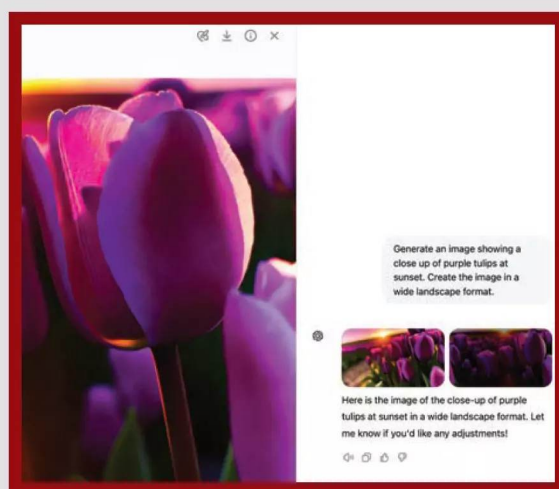 Generate an image showing a
close up of purple tulips at
sunset. Create the image in a
wide landscape format.
Here is the image of the close-up of purple
tulips at sunset in a wide landscape format. Let
me know if you'd like any adjustments!